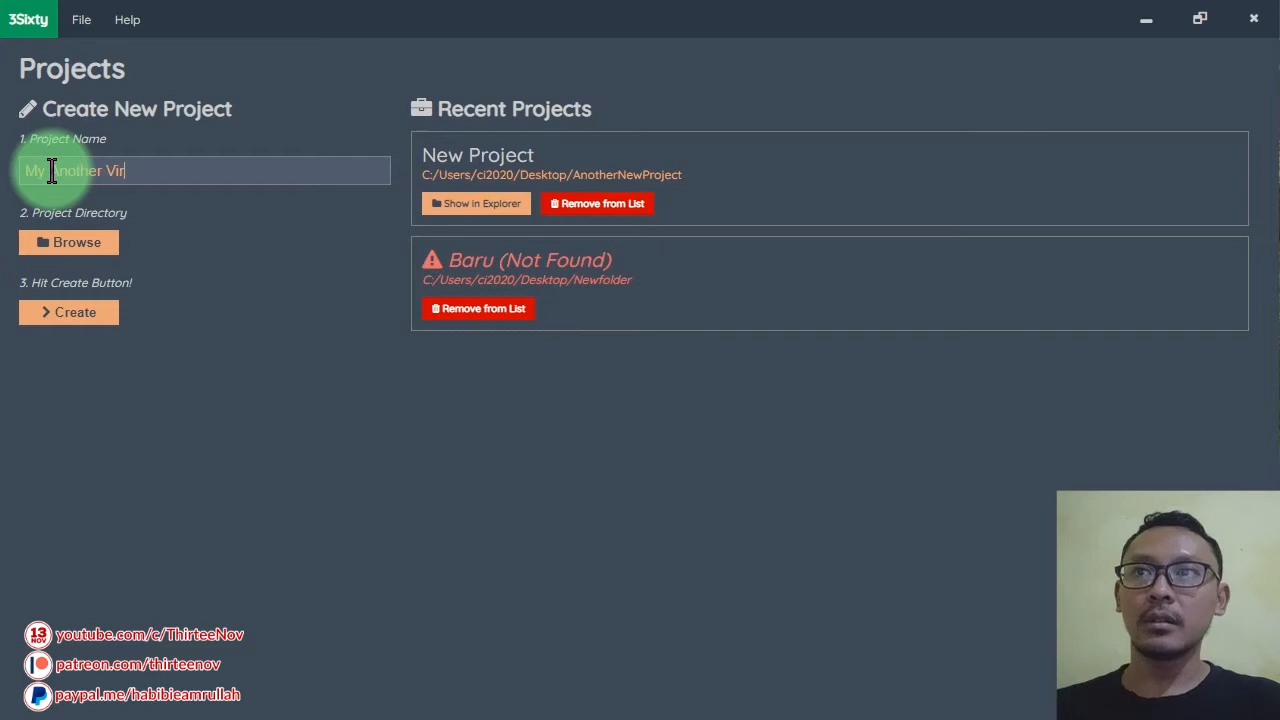 3Sixty File Help
Projects
Create New Project
1. Project Name
My Another Vir
2. Project Directory
Browse
3. Hit Create Button!
Create
Recent Projects
New Project
C:/Users/ci2020/Desktop/AnotherNewProject
Show in Explorer Remove from List
Baru (Not Found)
C:/Users/ci2020/Desktop/Newfolder
Remove from List
13 NOV youtube.com/c/ThirteeNov
patreon.com/thirteenov
paypal.me/habibieamrullah